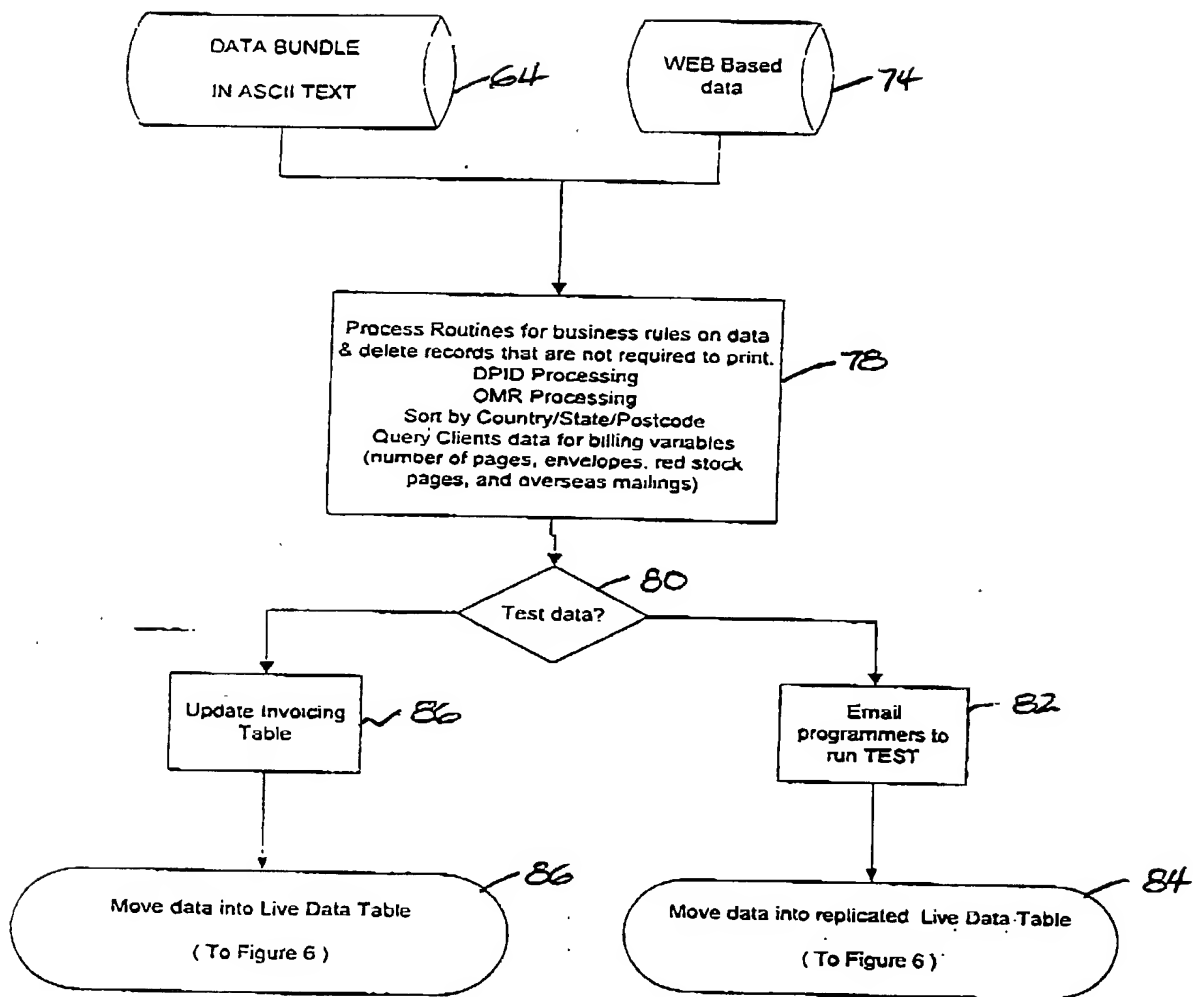 DATA BUNDLE
IN ASCII TEXT
64
WEB Based
data
74
Process Routines for business rules on data
& delete records that are not required to print.
DPID Processing
OMR Processing
Sort by Country/State/Postcode
Query Clients data for billing variables
(number of pages, envelopes, red stock
pages, and overseas mailings)
78
Test data?
80
Update Invoicing
Table
86
Email
programmers to
run TEST
82
Move data into Live Data Table
( To Figure 6 )
86
Move data into replicated Live Data Table
( To Figure 6 )
84